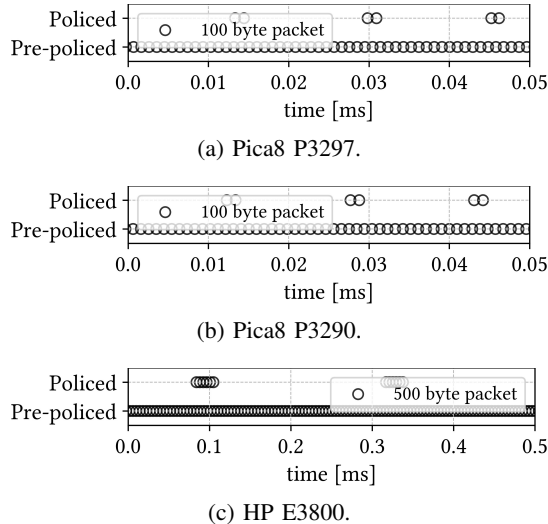 Policed
100 byte packet
Pre-policed
0.0 0.01 0.02 0.03 0.04 0.05
time [ms]
(a) Pica8 P3297.
Policed
100 byte packet
Pre-policed
0.0 0.01 0.02 0.03 0.04 0.05
time [ms]
(b) Pica8 P3290.
Policed
500 byte packet
Pre-policed
0.0 0.1 0.2 0.3 0.4 0.5
time [ms]
(c) HP E3800.